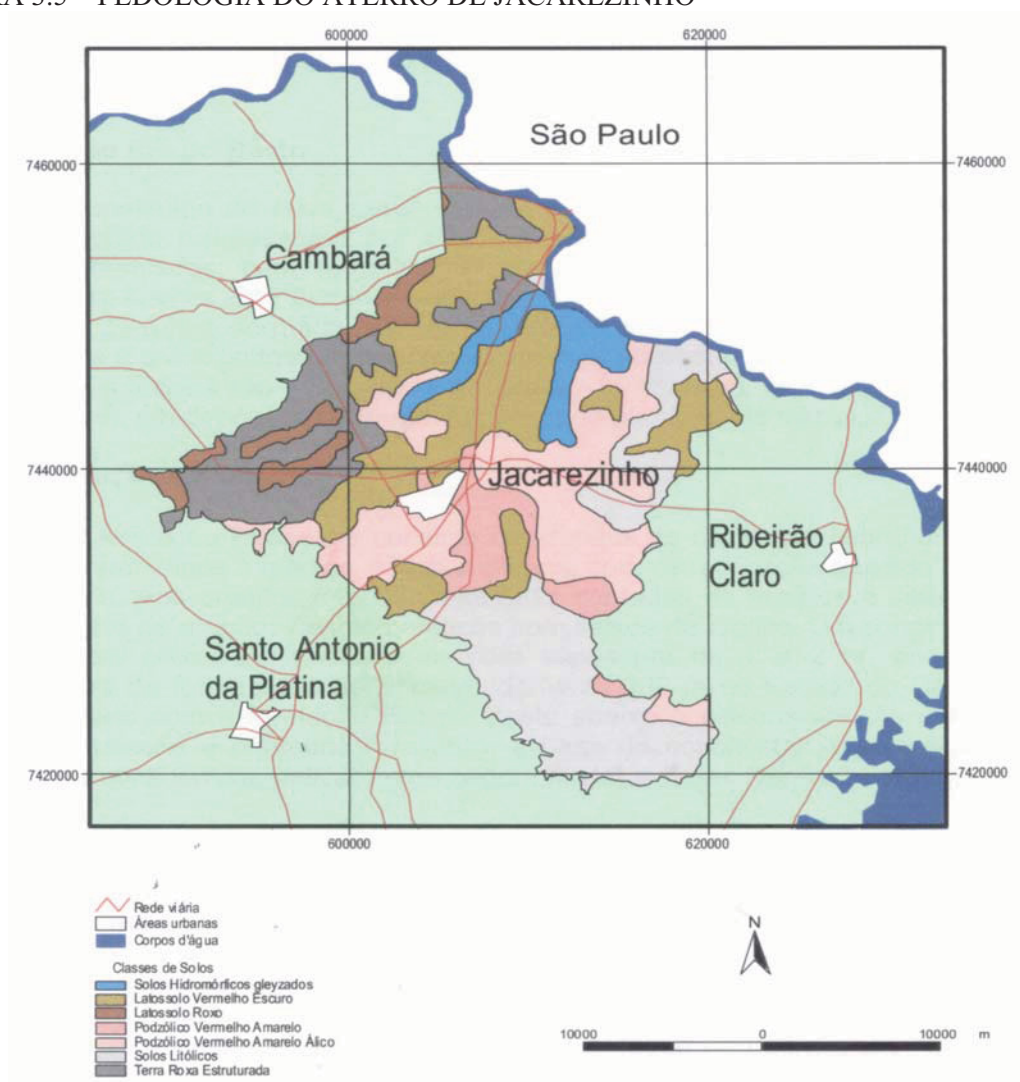 3.5 PEDOLOGIA DO ATERRO DE JACAREZINHO
600000 620000
São Paulo
7460000 7460000
Cambará
7440000 7440000
Jacarezinho
Ribeirão
Claro
Santo Antonio
da Platina
7420000 7420000
600000 620000
Rede viária
Áreas urbanas
Corpos d'água
Classes de Solos
Solos Hidromórficos gleyzados
Latossolo Vermelho Escuro
Latossolo Roxo
Podzólico Vermelho Amarelo
Podzólico Vermelho Amarelo Álico
Solos Litólicos
Terra Roxa Estruturada
N
10000 0 10000 m